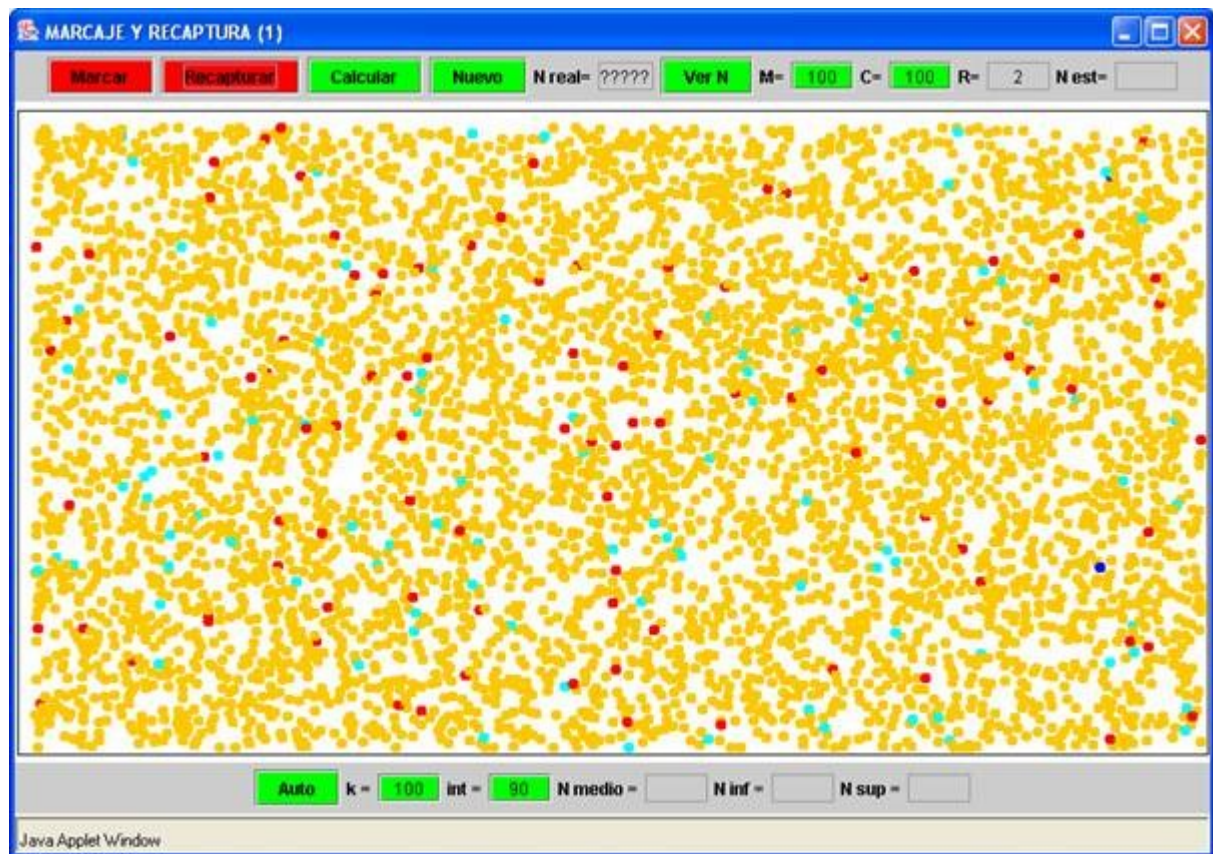 MARCAJE Y RECAPTURA (1)
Marcar Recapturar Calcular Nuevo N real= ????? Ver N M= 100 C= 100 R= 2 N est=
Auto k = 100 int = 90 N medio = N inf = N sup =
Java Applet Window